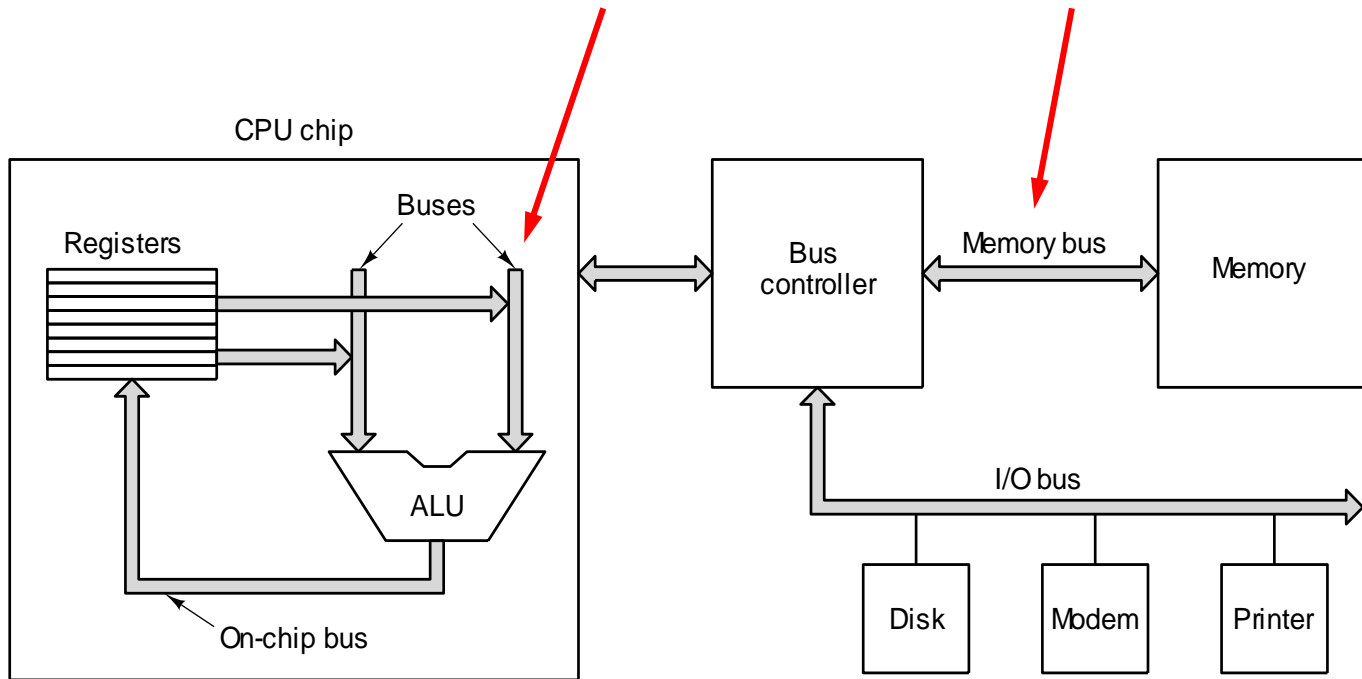 CPU chip
Buses
Registers
ALU
On-chip bus
Bus
controller
Memory bus
Memory
I/O bus
Disk
Modem
Printer